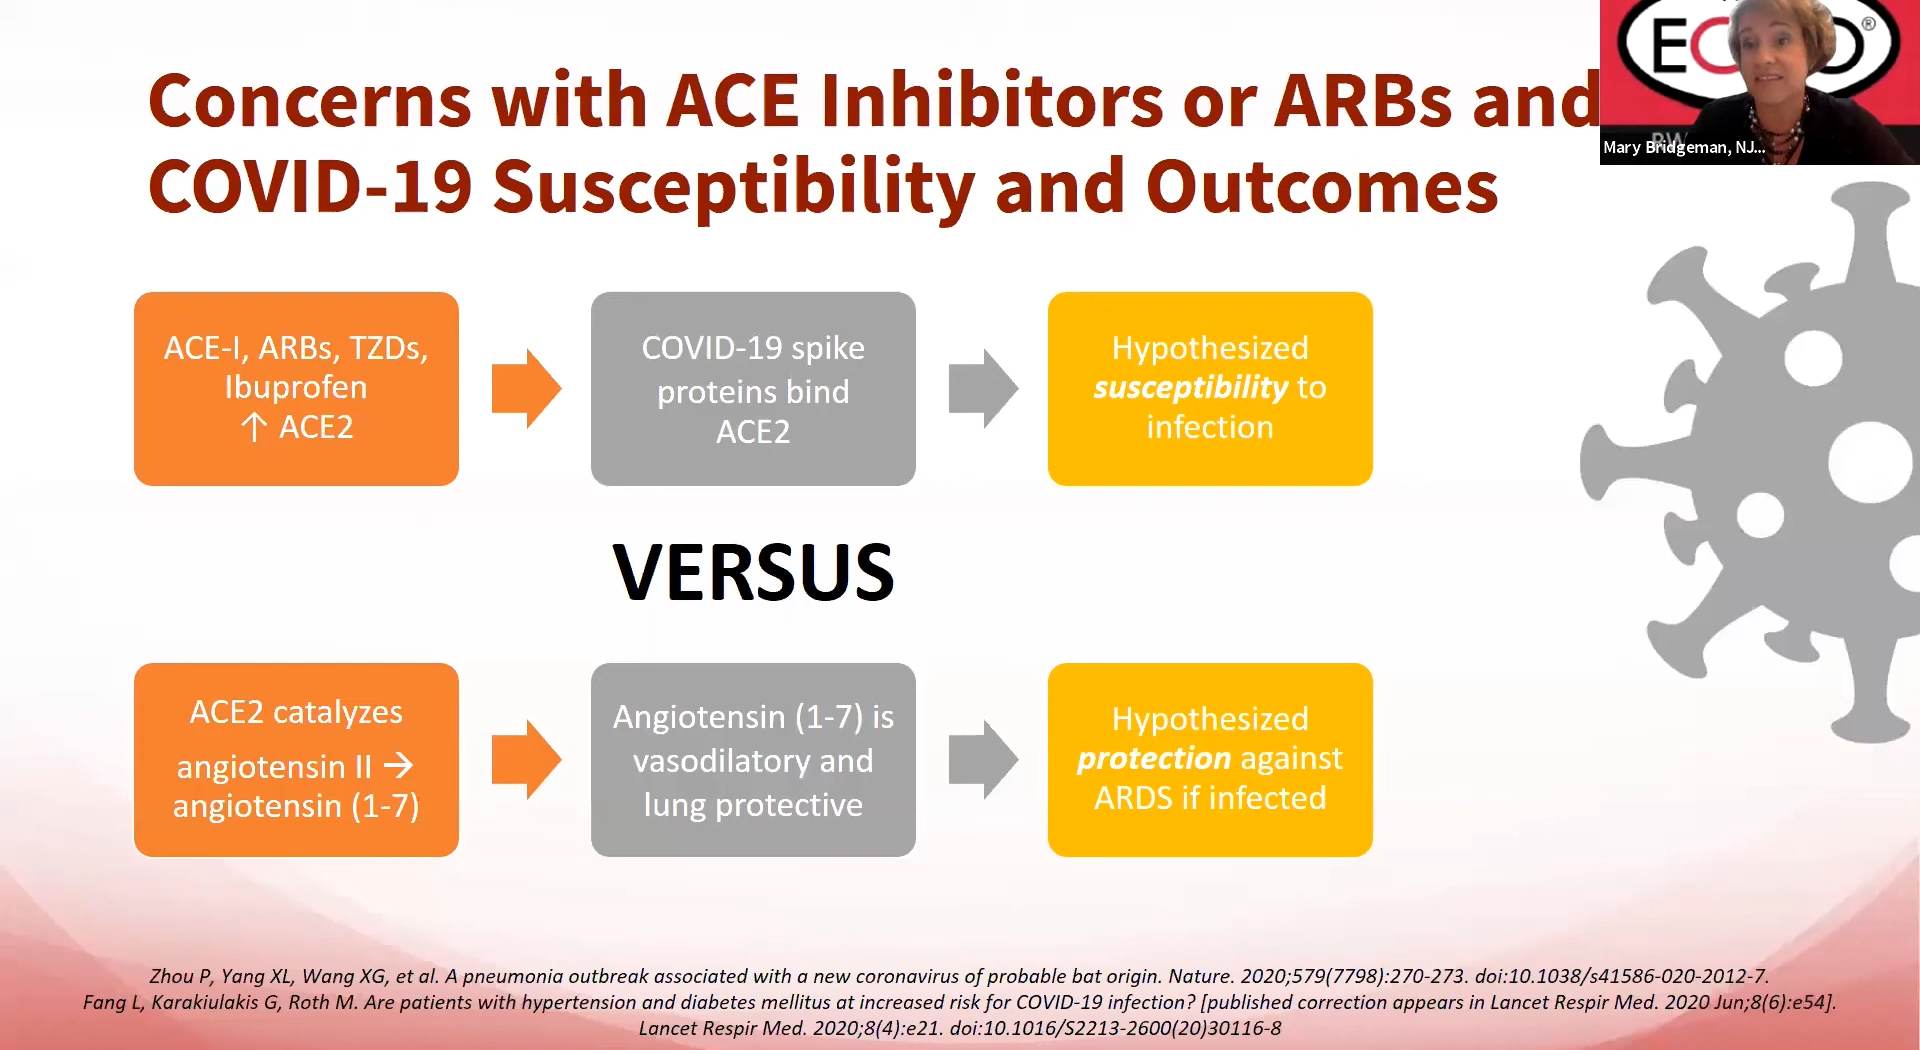 Concerns with ACE Inhibitors or ARBs and
COVID-19 Susceptibility and Outcomes
®
Mary Bridgeman, NJ...
ACE-I, ARBs, TZDs,
Ibuprofen
↑ ACE2
COVID-19 spike
proteins bind
ACE2
Hypothesized
susceptibility to
infection
VERSUS
ACE2 catalyzes
angiotensin II →
angiotensin (1-7)
Angiotensin (1-7) is
vasodilatory and
lung protective
Hypothesized
protection against
ARDS if infected
Zhou P, Yang XL, Wang XG, et al. A pneumonia outbreak associated with a new coronavirus of probable bat origin. Nature. 2020;579(7798):270-273. doi:10.1038/s41586-020-2012-7.
Fang L, Karakiulakis G, Roth M. Are patients with hypertension and diabetes mellitus at increased risk for COVID-19 infection? [published correction appears in Lancet Respir Med. 2020 Jun;8(6):e54].
Lancet Respir Med. 2020;8(4):e21. doi:10.1016/S2213-2600(20)30116-8